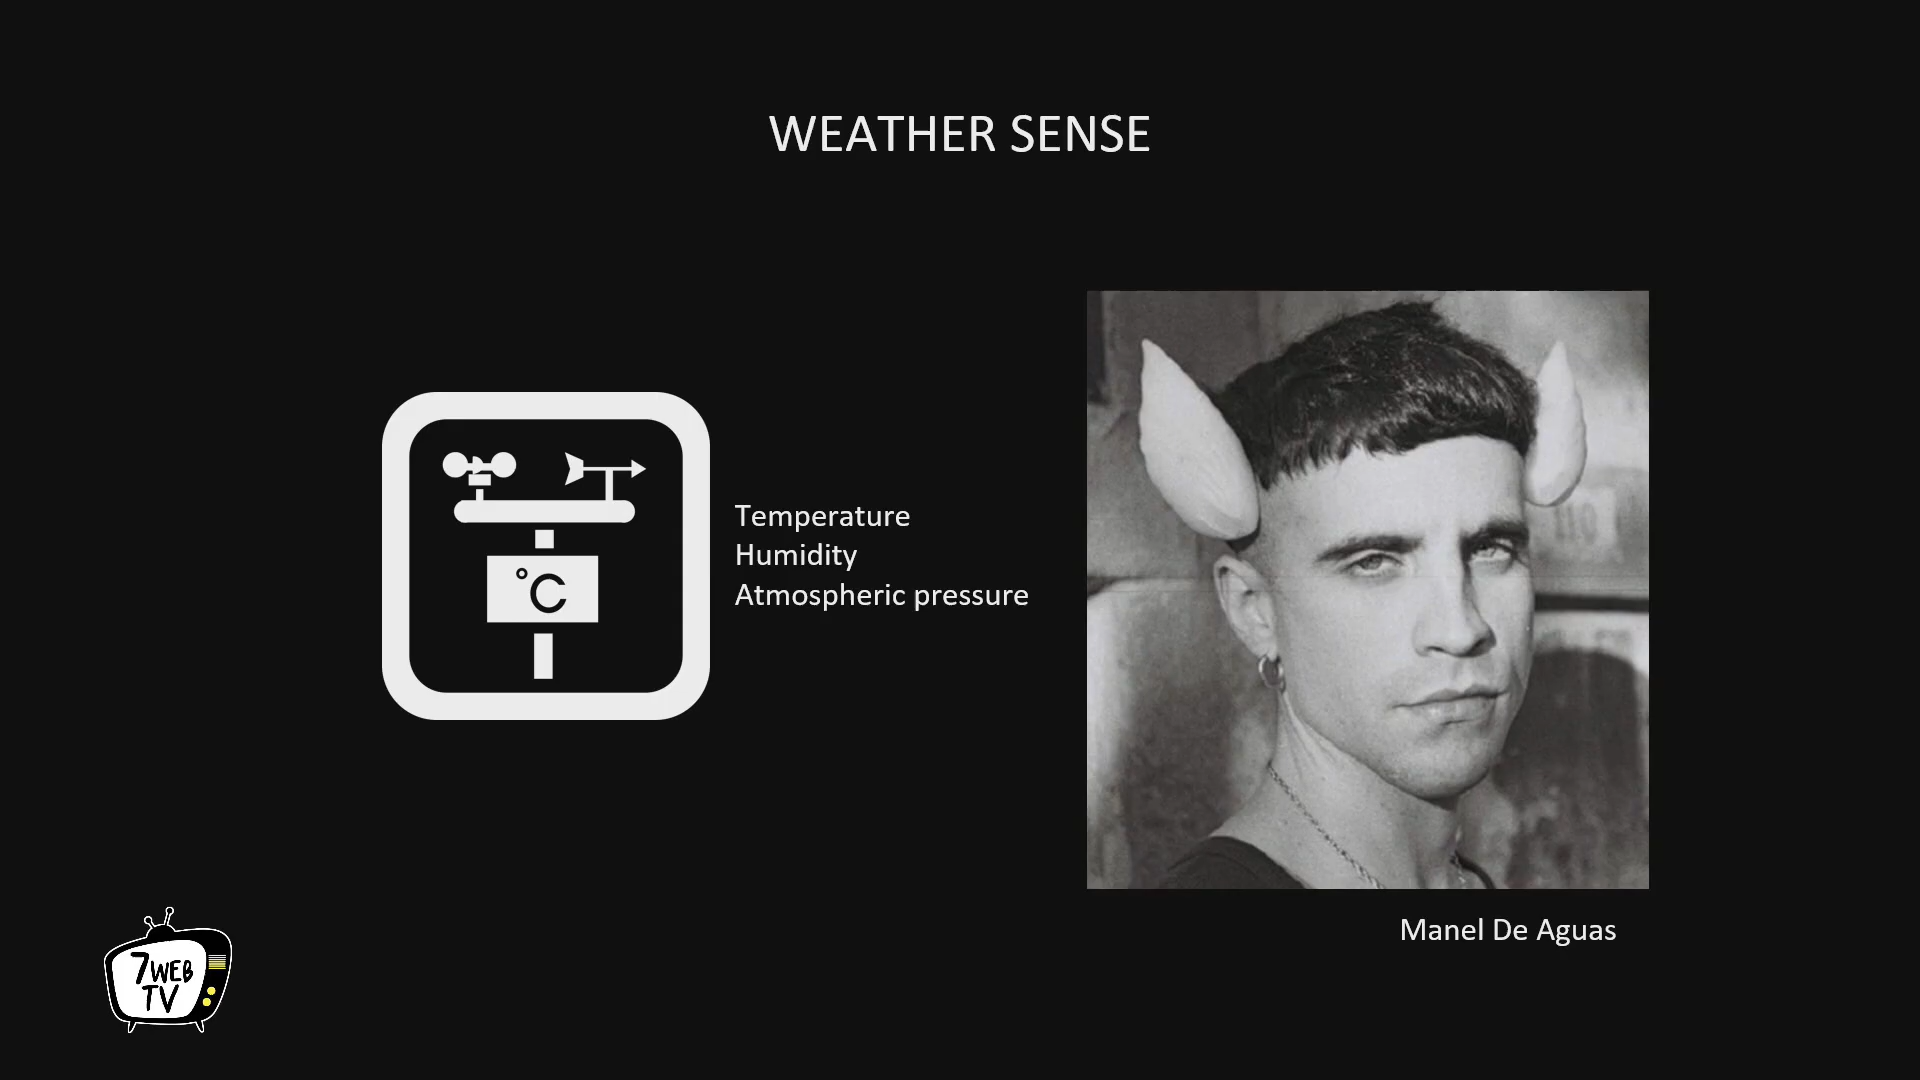 WEATHER SENSE
°C
Temperature
Humidity
Atmospheric pressure
Manel De Aguas
7WEB
TV